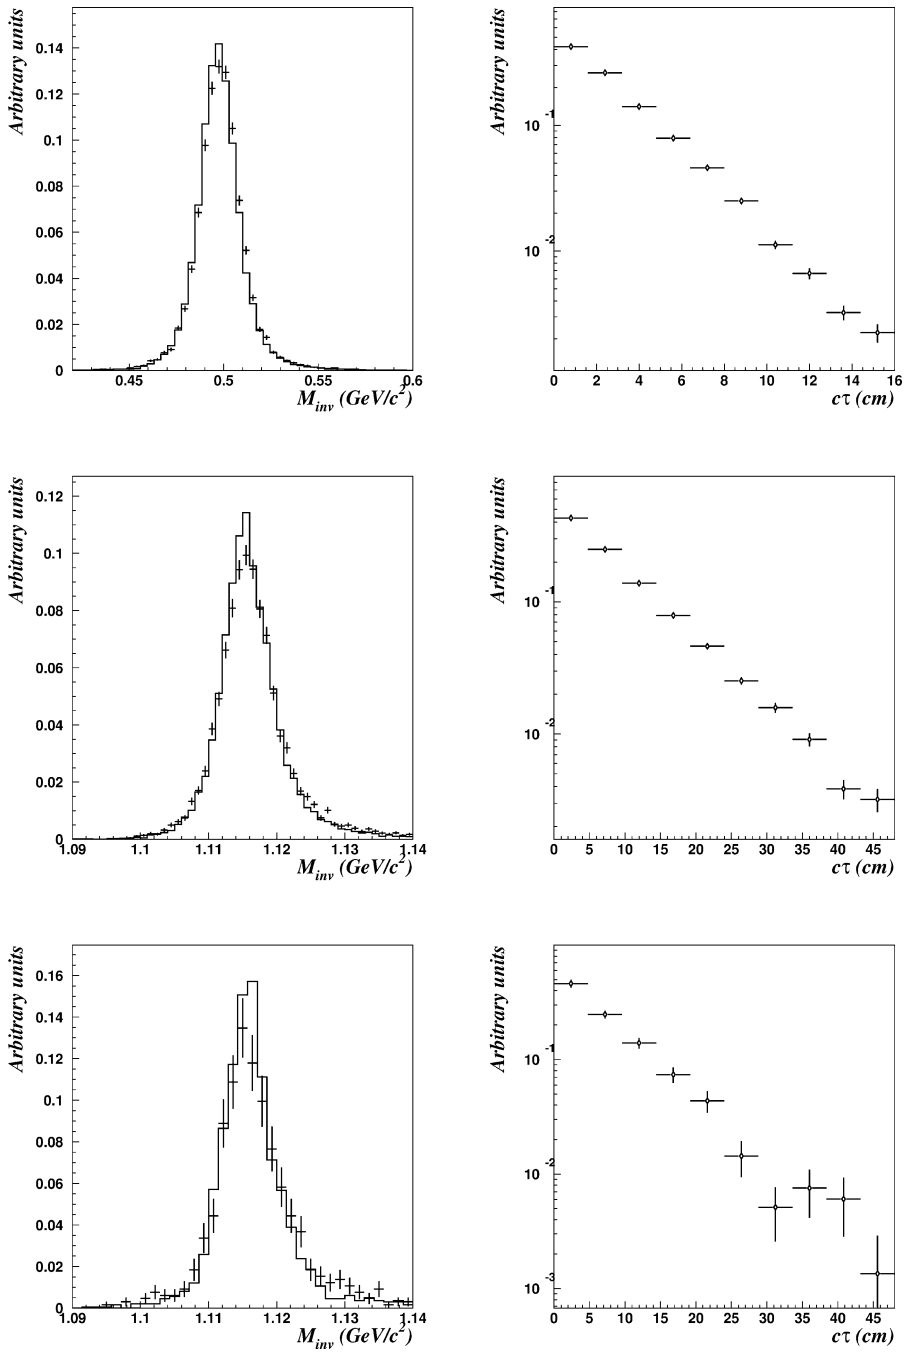 Arbitrary units
0.14
0.12
0.1
0.08
0.06
0.04
0.02
0
0.45 0.5 0.55 0.6
M_inv (GeV/c²)
Arbitrary units
10⁻¹
10⁻²
0 2 4 6 8 10 12 14 16
cτ (cm)
Arbitrary units
0.12
0.1
0.08
0.06
0.04
0.02
0
1.09 1.1 1.11 1.12 1.13 1.14
M_inv (GeV/c²)
Arbitrary units
10⁻¹
10⁻²
0 5 10 15 20 25 30 35 40 45
cτ (cm)
Arbitrary units
0.16
0.14
0.12
0.1
0.08
0.06
0.04
0.02
0
1.09 1.1 1.11 1.12 1.13 1.14
M_inv (GeV/c²)
Arbitrary units
10⁻¹
10⁻²
10⁻³
0 5 10 15 20 25 30 35 40 45
cτ (cm)